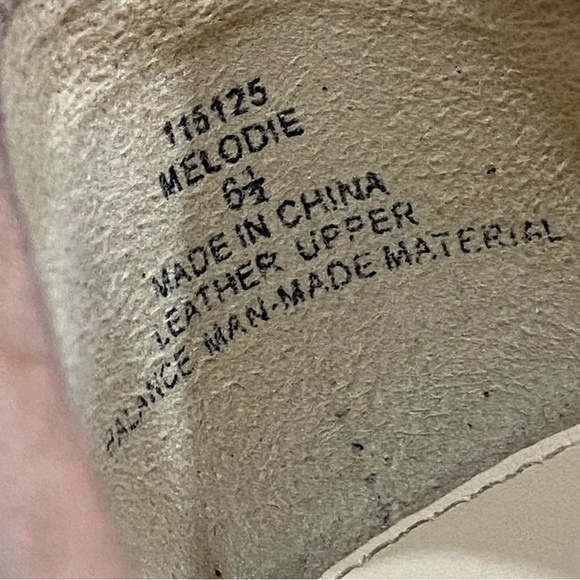 115125
MELODIE
6½
MADE IN CHINA
LEATHER UPPER
BALANCE MAN-MADE MATERIAL